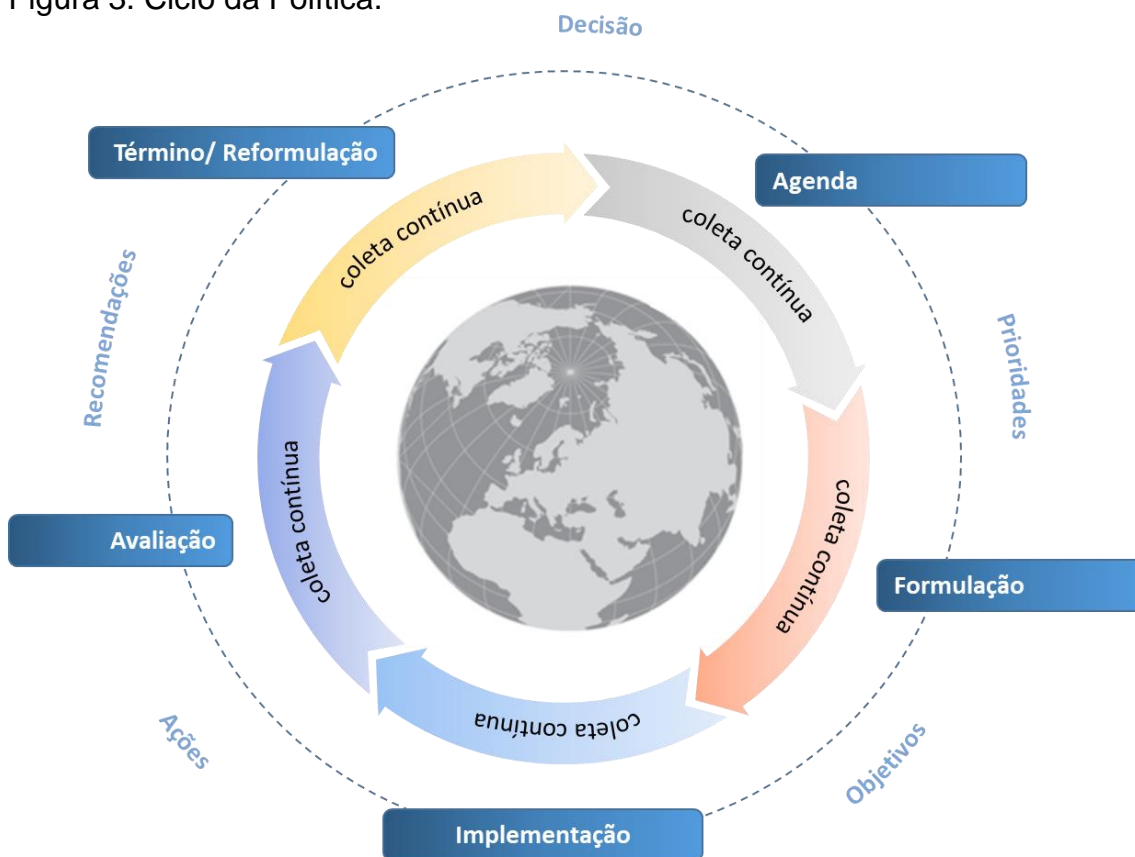 Figura 3: Ciclo da Política.
Decisão
Término/ Reformulação
Agenda
coleta contínua
coleta contínua
Recomendações
Prioridades
coleta contínua
coleta contínua
Avaliação
Formulação
coleta contínua
Ações
Objetivos
Implementação